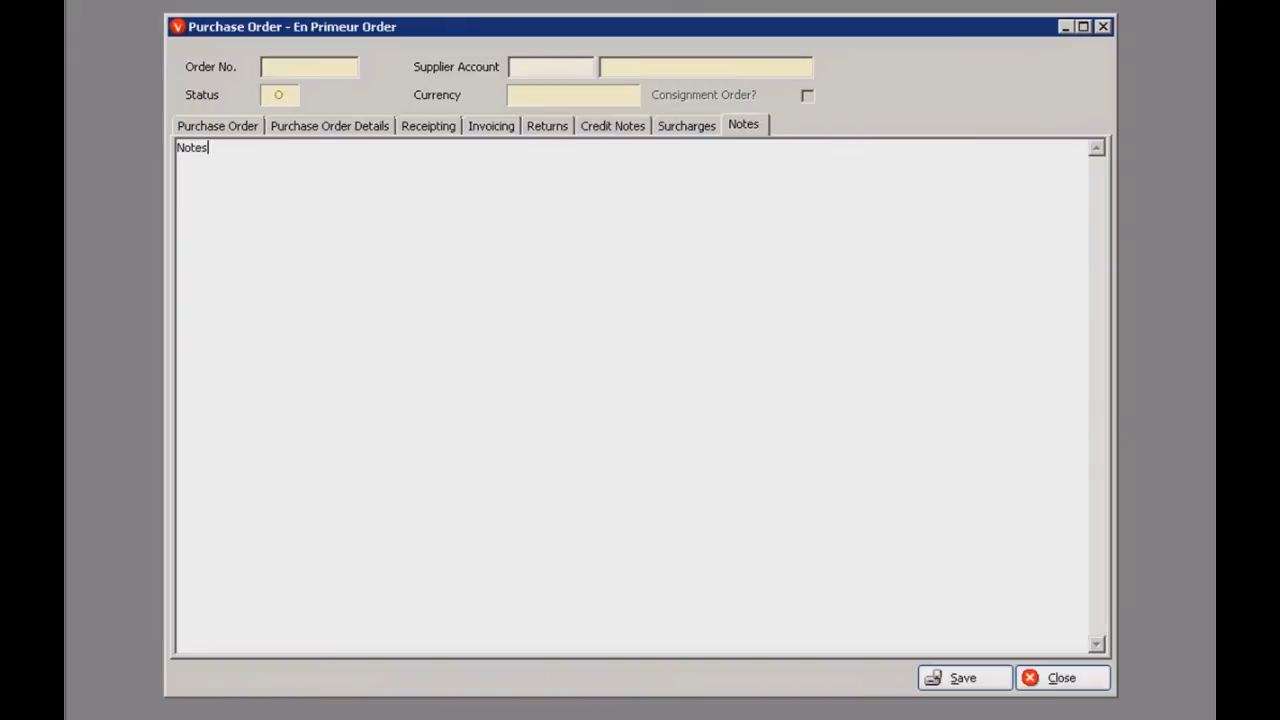 V Purchase Order - En Primeur Order
Order No. Supplier Account
Status O Currency Consignment Order?
Purchase Order Purchase Order Details Receipting Invoicing Returns Credit Notes Surcharges Notes
Notes
Save Close